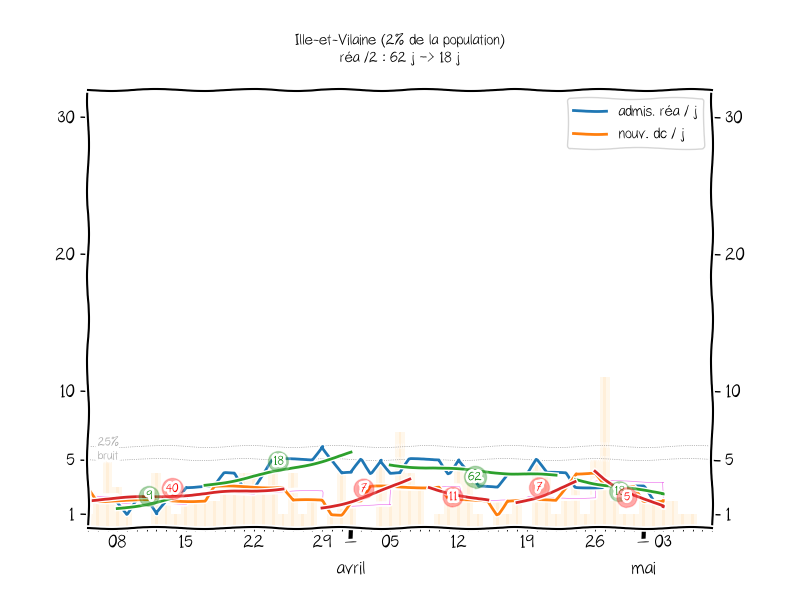 Ille-et-Vilaine (2% de la population)
réa /2 : 62 j -> 18 j
admis. réa / j
nouv. dc / j
30 30
20 20
10 10
25%
bruit
5 5
1 1
9 40 18 7 62 11 7 18 5
08 15 22 29 05 12 19 26 03
avril mai